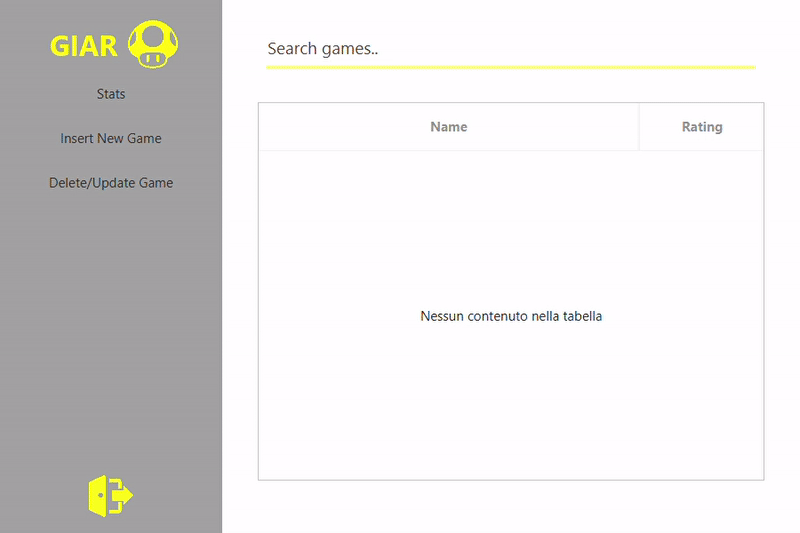 GIAR
Stats
Insert New Game
Delete/Update Game
Search games..
Name Rating
Nessun contenuto nella tabella